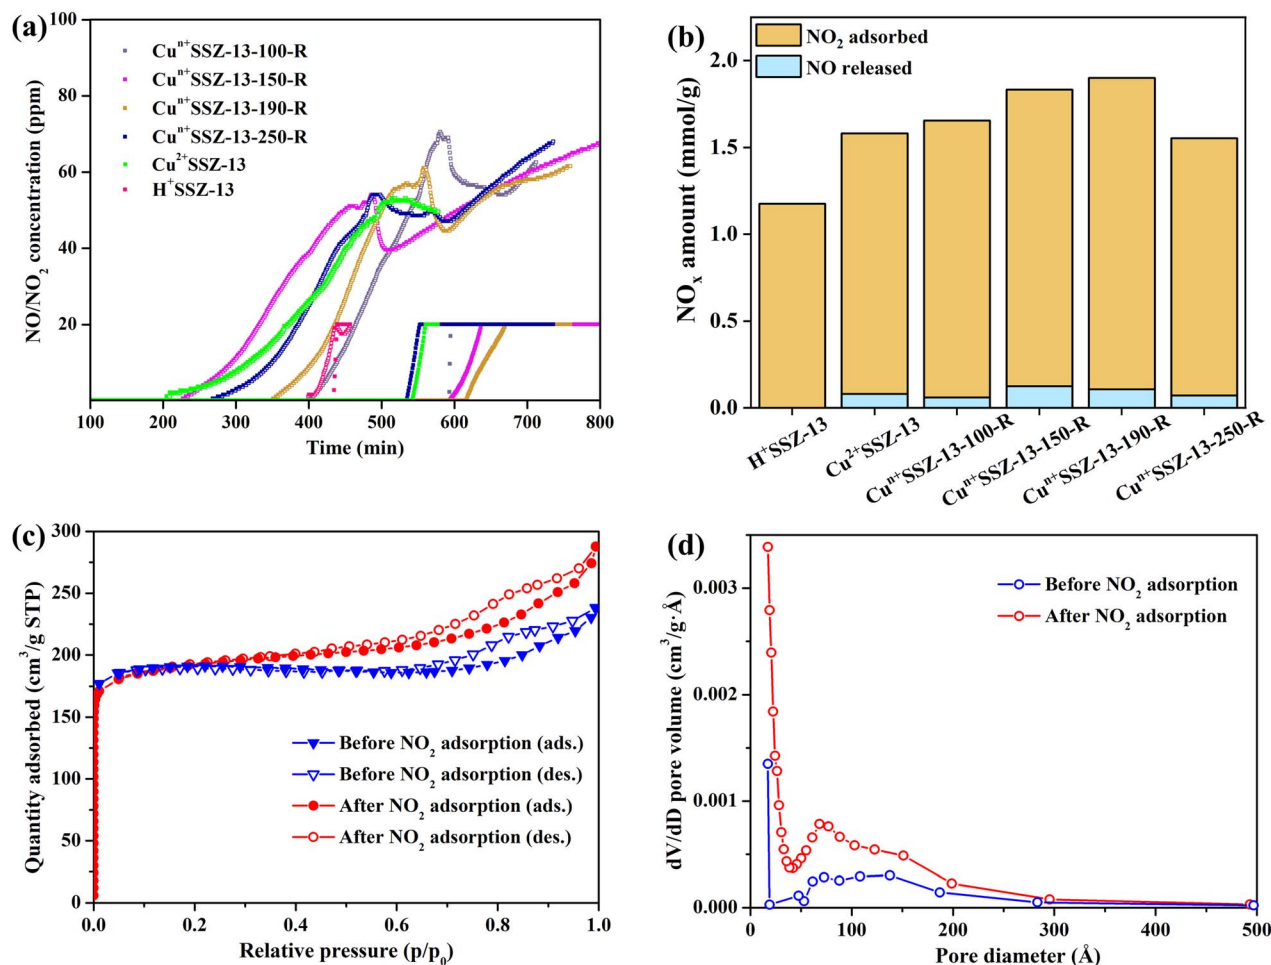 (a)
NO/NO₂ concentration (ppm)
100
80
60
40
20
Cuⁿ⁺SSZ-13-100-R
Cuⁿ⁺SSZ-13-150-R
Cuⁿ⁺SSZ-13-190-R
Cuⁿ⁺SSZ-13-250-R
Cu²⁺SSZ-13
H⁺SSZ-13
100 200 300 400 500 600 700 800
Time (min)
(b)
NOₓ amount (mmol/g)
2.0
1.5
1.0
0.5
0.0
NO₂ adsorbed
NO released
H⁺SSZ-13
Cu²⁺SSZ-13
Cuⁿ⁺SSZ-13-100-R
Cuⁿ⁺SSZ-13-150-R
Cuⁿ⁺SSZ-13-190-R
Cuⁿ⁺SSZ-13-250-R
(c)
Quantity adsorbed (cm³/g STP)
300
250
200
150
100
50
0
Before NO₂ adsorption (ads.)
Before NO₂ adsorption (des.)
After NO₂ adsorption (ads.)
After NO₂ adsorption (des.)
0.0 0.2 0.4 0.6 0.8 1.0
Relative pressure (p/p₀)
(d)
dV/dD pore volume (cm³/g·Å)
0.003
0.002
0.001
0.000
Before NO₂ adsorption
After NO₂ adsorption
0 100 200 300 400 500
Pore diameter (Å)